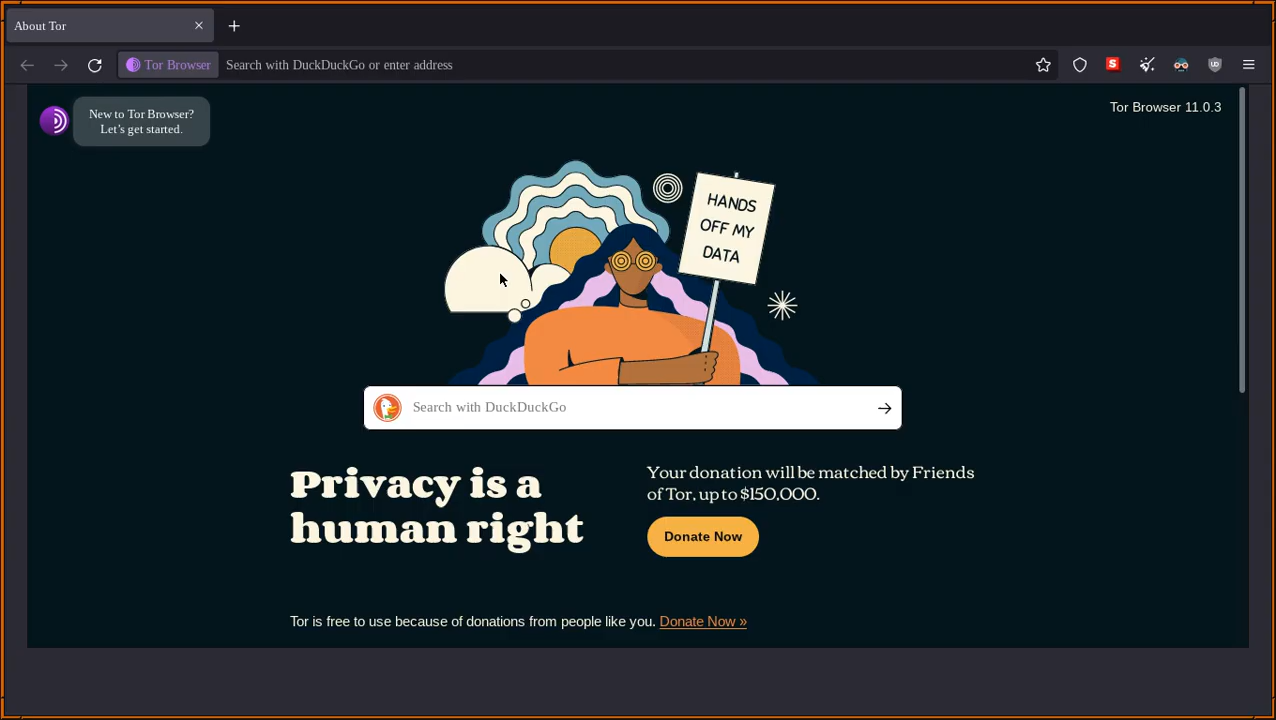 About Tor
Tor Browser
Search with DuckDuckGo or enter address
S
UD
New to Tor Browser?
Let's get started.
Tor Browser 11.0.3
HANDS
OFF MY
DATA
Search with DuckDuckGo
Privacy is a
human right
Your donation will be matched by Friends
of Tor, up to $150,000.
Donate Now
Tor is free to use because of donations from people like you. Donate Now »